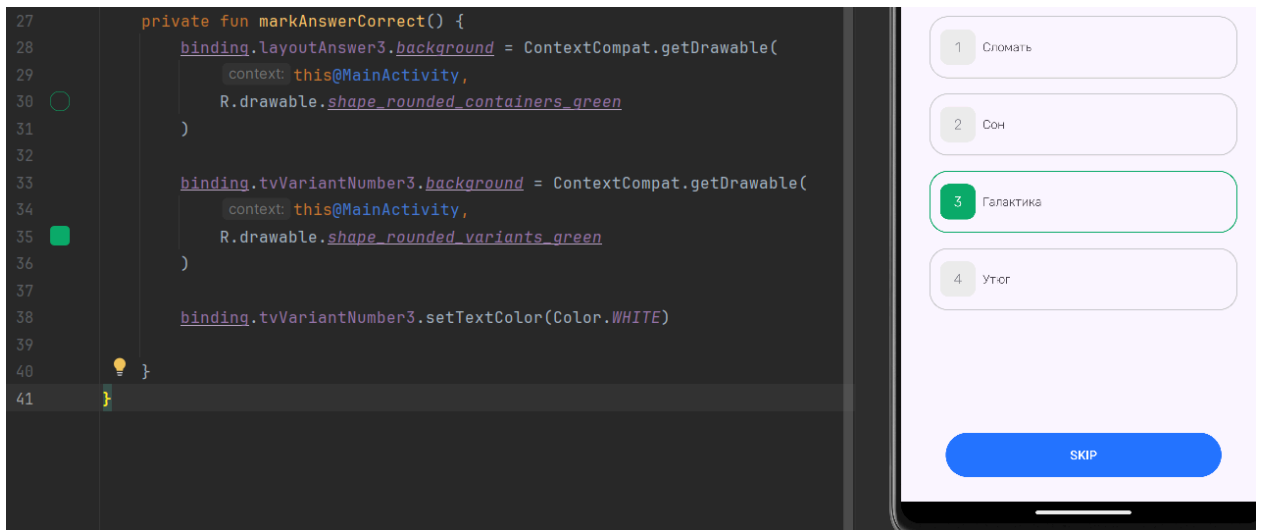 27 private fun markAnswerCorrect() {
28 binding.layoutAnswer3.background = ContextCompat.getDrawable(
29 context: this@MainActivity,
30 R.drawable.shape_rounded_containers_green
31 )
32
33 binding.tvVariantNumber3.background = ContextCompat.getDrawable(
34 context: this@MainActivity,
35 R.drawable.shape_rounded_variants_green
36 )
37
38 binding.tvVariantNumber3.setTextColor(Color.WHITE)
39
40 }
41 }
1 Сломать
2 Сон
3 Галактика
4 Утюг
SKIP